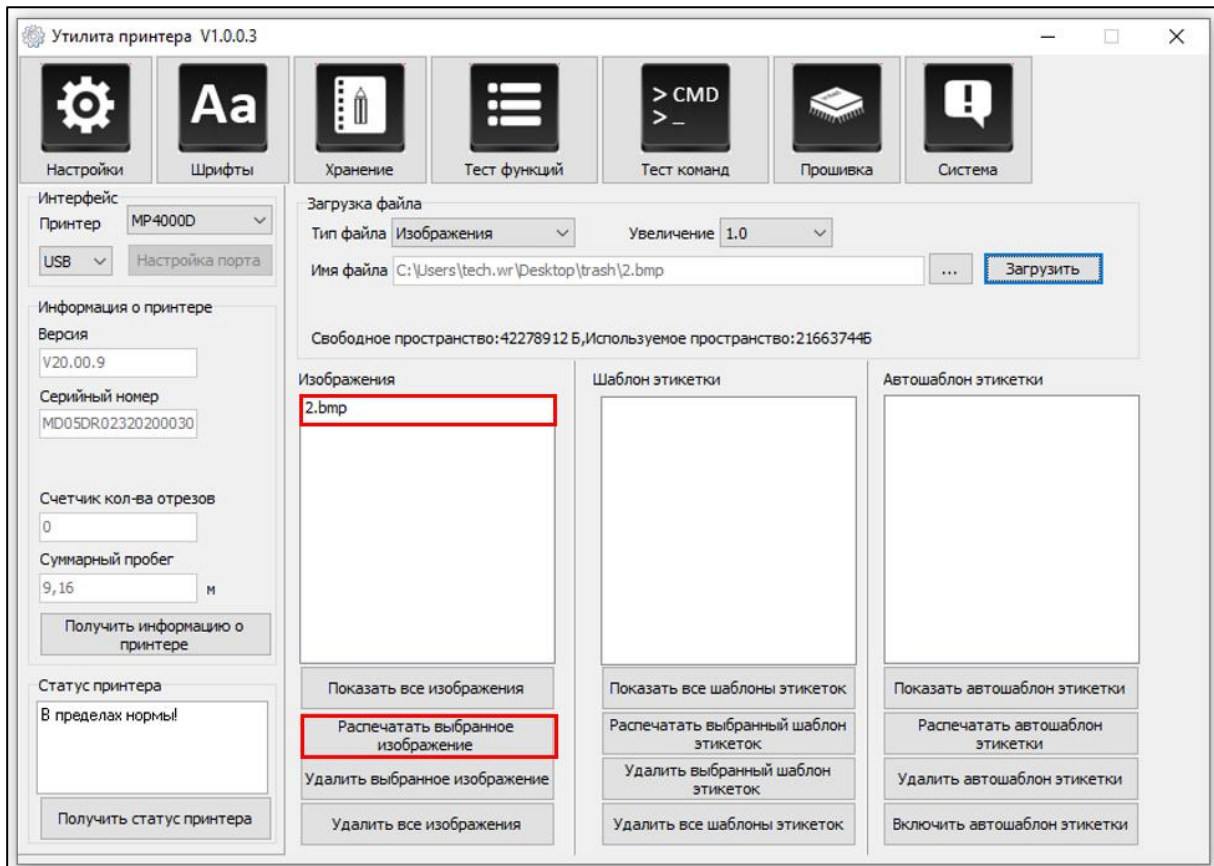 Утилита принтера V1.0.0.3
Aa
> CMD
> _
Настройки
Шрифты
Хранение
Тест функций
Тест команд
Прошивка
Система
Интерфейс
Принтер
MP4000D
USB
Настройка порта
Информация о принтере
Версия
V20.00.9
Серийный номер
MD05DR02320200030
Счетчик кол-ва отрезов
0
Суммарный пробег
9,16 м
Получить информацию о
принтере
Статус принтера
В пределах нормы!
Получить статус принтера
Загрузка файла
Тип файла Изображения
Увеличение 1.0
Имя файла C:\Users\tech.wr\Desktop\trash\2.bmp
...
Загрузить
Свободное пространство:42278912 Б,Используемое пространство:21663744Б
Изображения
2.bmp
Показать все изображения
Распечатать выбранное
изображение
Удалить выбранное изображение
Удалить все изображения
Шаблон этикетки
Показать все шаблоны этикеток
Распечатать выбранный шаблон
этикеток
Удалить выбранный шаблон
этикеток
Удалить все шаблоны этикеток
Автошаблон этикетки
Показать автошаблон этикетки
Распечатать автошаблон
этикетки
Удалить автошаблон этикетки
Включить автошаблон этикетки